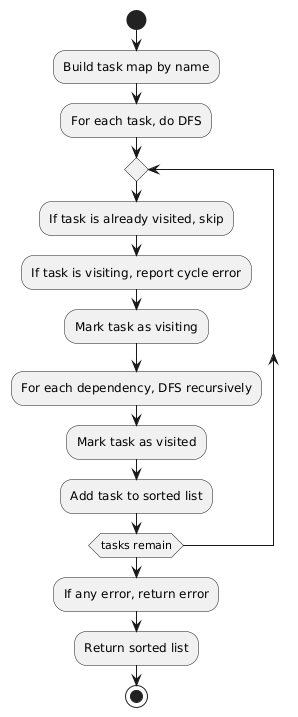 Build task map by name
For each task, do DFS
If task is already visited, skip
If task is visiting, report cycle error
Mark task as visiting
For each dependency, DFS recursively
Mark task as visited
Add task to sorted list
tasks remain
If any error, return error
Return sorted list